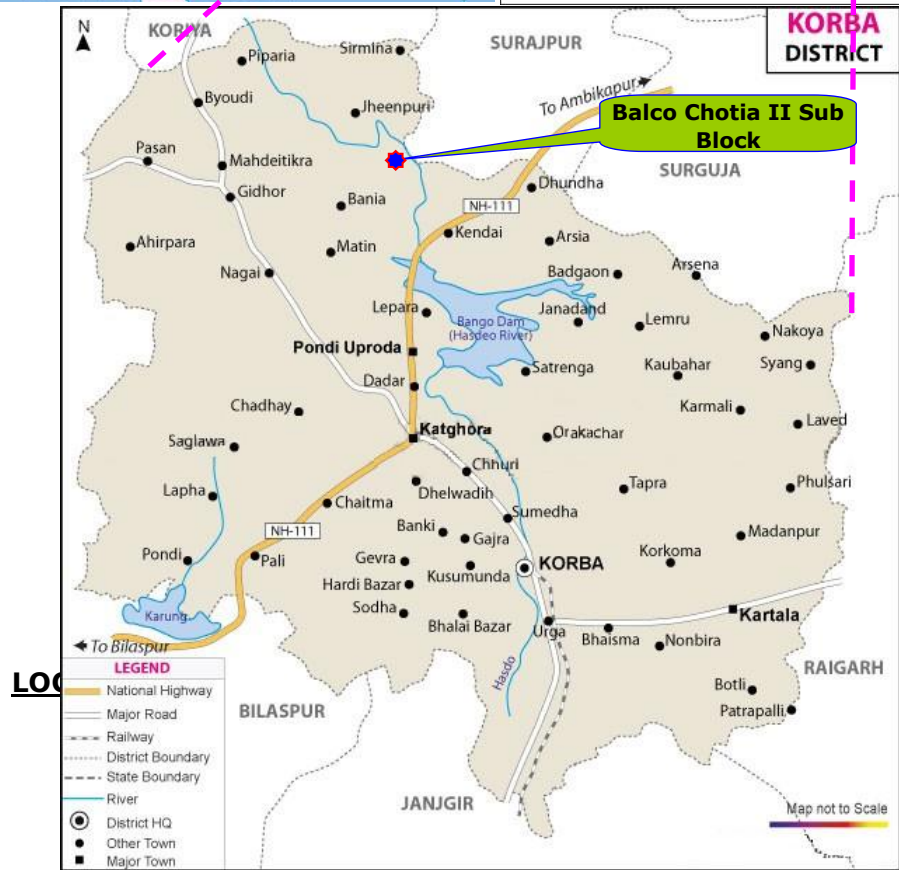 N
KORIYA
Sirmina
SURAJPUR
KORBA
DISTRICT
Piparia
Byoudi
Jheenpuri
To Ambikapur
Balco Chotia II Sub
Block
Pasan
Mahdeitikra
SURGUJA
Gidhor
Bania
Dhundha
NH-111
Kendai
Ahirpara
Matin
Arsia
Nagai
Badgaon
Arsena
Lepara
Bango Dam
(Hasdeo River)
Janadand
Lemru
Nakoya
Pondi Uproda
Satrenga
Kaubahar
Syang
Dadar
Chadhay
Karmali
Laved
Katghora
Orakachar
Saglawa
Chhuri
Lapha
Dhelwadih
Tapra
Phulsari
Chaitma
Sumedha
NH-111
Banki
Gajra
Madanpur
Pondi
Pali
Gevra
Kusumunda
KORBA
Korkoma
Hardi Bazar
Karung
Sodha
Bhalai Bazar
Urga
Bhaisma
Nonbira
Kartala
To Bilaspur
Hasdo
RAIGARH
LEGEND
LOC
National Highway
Botli
Major Road
BILASPUR
Patrapalli
Railway
District Boundary
State Boundary
River
JANJGIR
Map not to Scale
District HQ
Other Town
Major Town